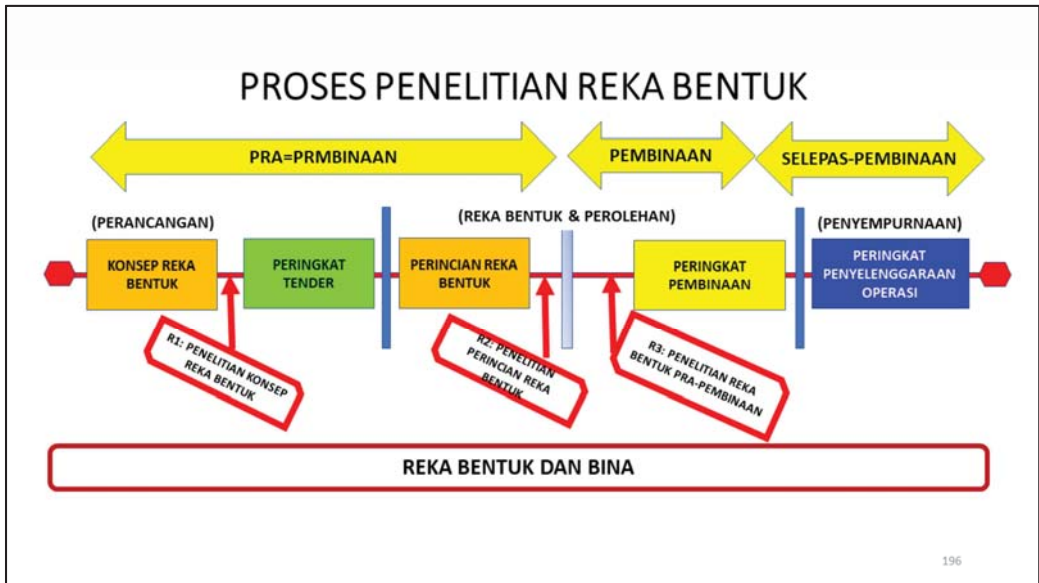 PROSES PENELITIAN REKA BENTUK
PRA=PRMBINAAN
PEMBINAAN
SELEPAS-PEMBINAAN
(PERANCANGAN)
(REKA BENTUK & PEROLEHAN)
(PENYEMPURNAAN)
KONSEP REKA
BENTUK
PERINGKAT
TENDER
PERINCIAN REKA
BENTUK
PERINGKAT
PEMBINAAN
PERINGKAT
PENYELENGGARAAN
OPERASI
R1: PENELITIAN KONSEP
REKA BENTUK
R2: PENELITIAN
PERINCIAN REKA
BENTUK
R3: PENELITIAN REKA
BENTUK PRA-PEMBINAAN
REKA BENTUK DAN BINA
196